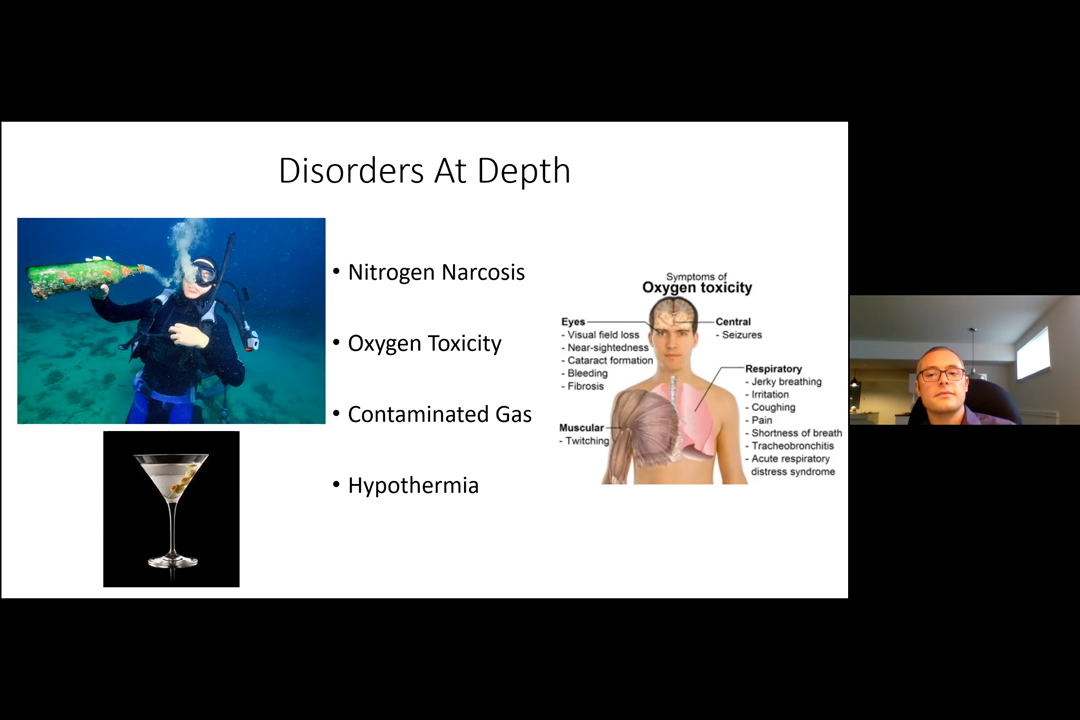 Disorders At Depth
• Nitrogen Narcosis
• Oxygen Toxicity
• Contaminated Gas
• Hypothermia
Symptoms of
Oxygen toxicity
Eyes
- Visual field loss
- Near-sightedness
- Cataract formation
- Bleeding
- Fibrosis
Central
- Seizures
Respiratory
- Jerky breathing
- Irritation
- Coughing
- Pain
- Shortness of breath
- Tracheobronchitis
- Acute respiratory
distress syndrome
Muscular
- Twitching